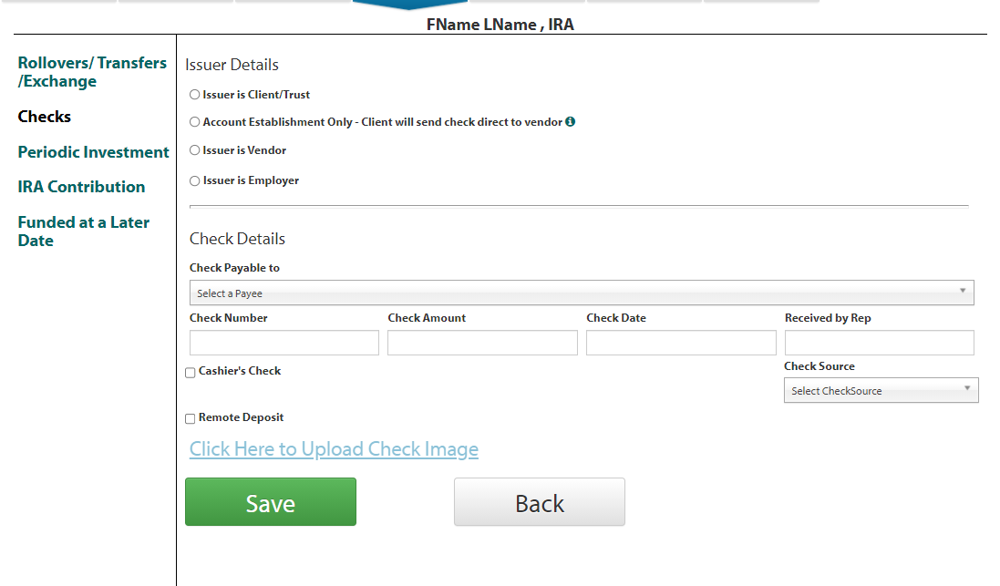 FName LName , IRA
Rollovers/ Transfers
/Exchange
Checks
Periodic Investment
IRA Contribution
Funded at a Later
Date
Issuer Details
Issuer is Client/Trust
Account Establishment Only - Client will send check direct to vendor
Issuer is Vendor
Issuer is Employer
Check Details
Check Payable to
Select a Payee
Check Number
Check Amount
Check Date
Received by Rep
Cashier's Check
Check Source
Select CheckSource
Remote Deposit
Click Here to Upload Check Image
Save
Back